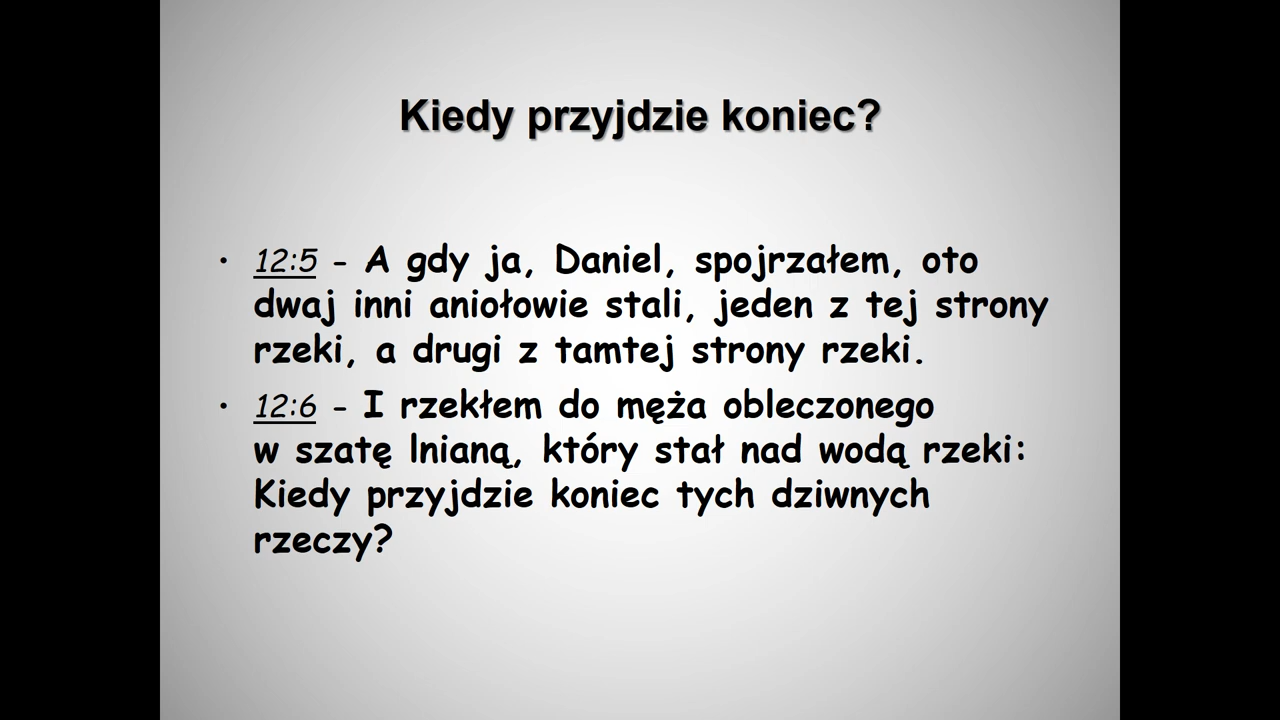 Kiedy przyjdzie koniec?
• 12:5 - A gdy ja, Daniel, spojrzałem, oto
dwaj inni aniołowie stali, jeden z tej strony
rzeki, a drugi z tamtej strony rzeki.
• 12:6 - I rzekłem do męża obleczonego
w szatę lnianą, który stał nad wodą rzeki:
Kiedy przyjdzie koniec tych dziwnych
rzeczy?